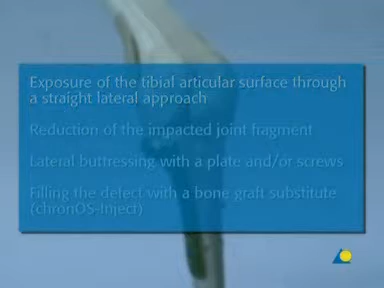 Exposure of the tibial articular surface through
a straight lateral approach
Reduction of the impacted joint fragment
Lateral buttressing with a plate and/or screws
Filling the defect with a bone graft substitute
(chronOS-Inject)